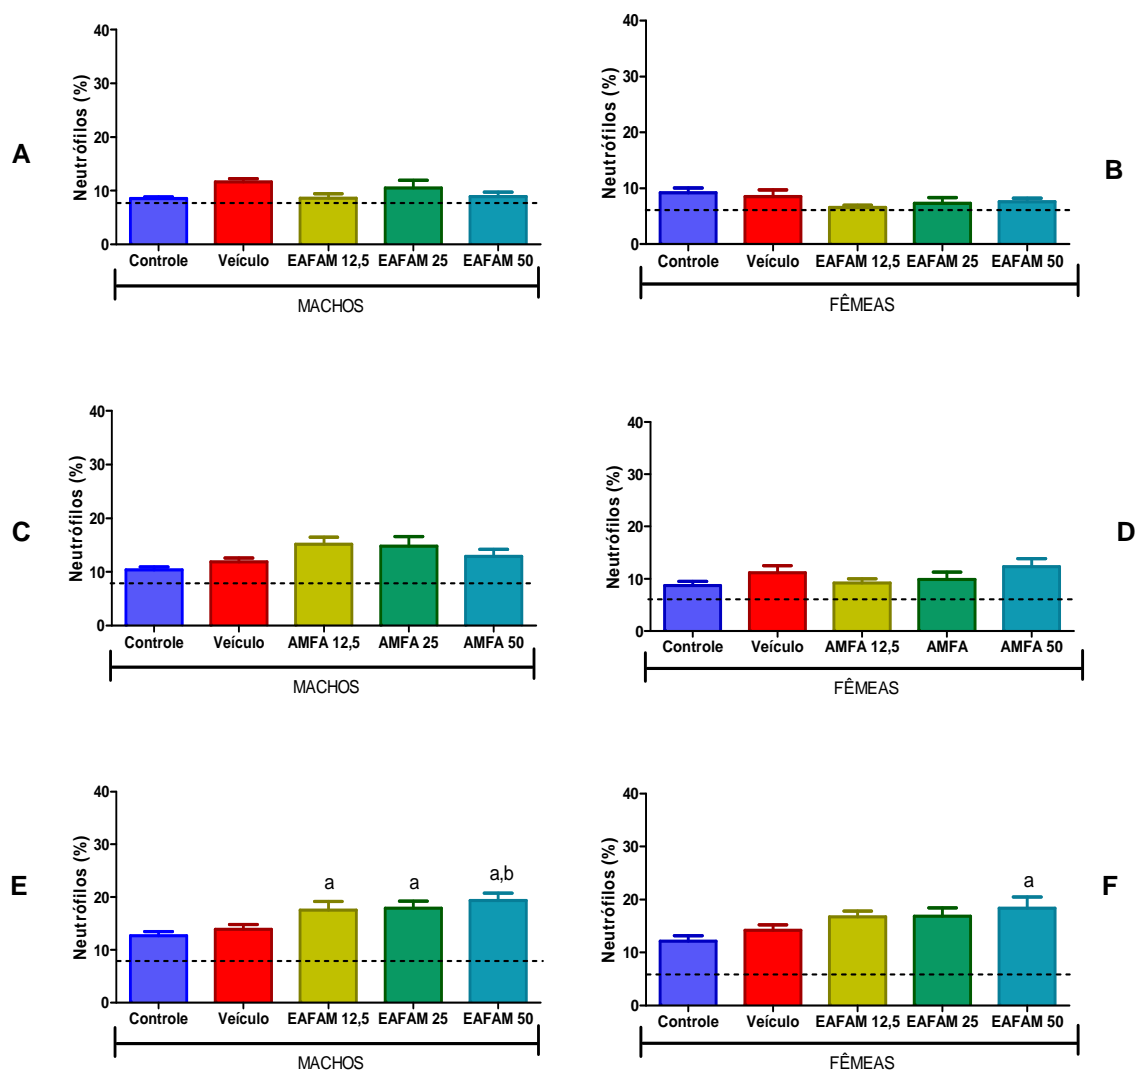 A
Neutrófilos (%)
40
30
20
10
0
Controle Veículo EAFAM 12,5 EAFAM 25 EAFAM 50
MACHOS
B
Neutrófilos (%)
40
30
20
10
0
Controle Veículo EAFAM 12,5 EAFAM 25 EAFAM 50
FÊMEAS
C
Neutrófilos (%)
40
30
20
10
0
Controle Veículo AMFA 12,5 AMFA 25 AMFA 50
MACHOS
D
Neutrófilos (%)
40
30
20
10
0
Controle Veículo AMFA 12,5 AMFA AMFA 50
FÊMEAS
E
Neutrófilos (%)
40
30
20
10
0
a a a,b
Controle Veículo EAFAM 12,5 EAFAM 25 EAFAM 50
MACHOS
F
Neutrófilos (%)
40
30
20
10
0
a
Controle Veículo EAFAM 12,5 EAFAM 25 EAFAM 50
FÊMEAS